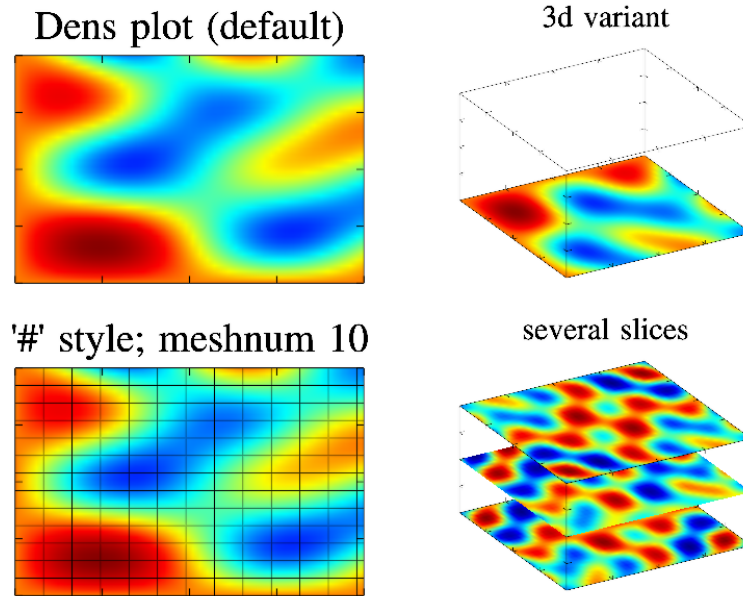 Dens plot (default)
3d variant
'#' style; meshnum 10
several slices